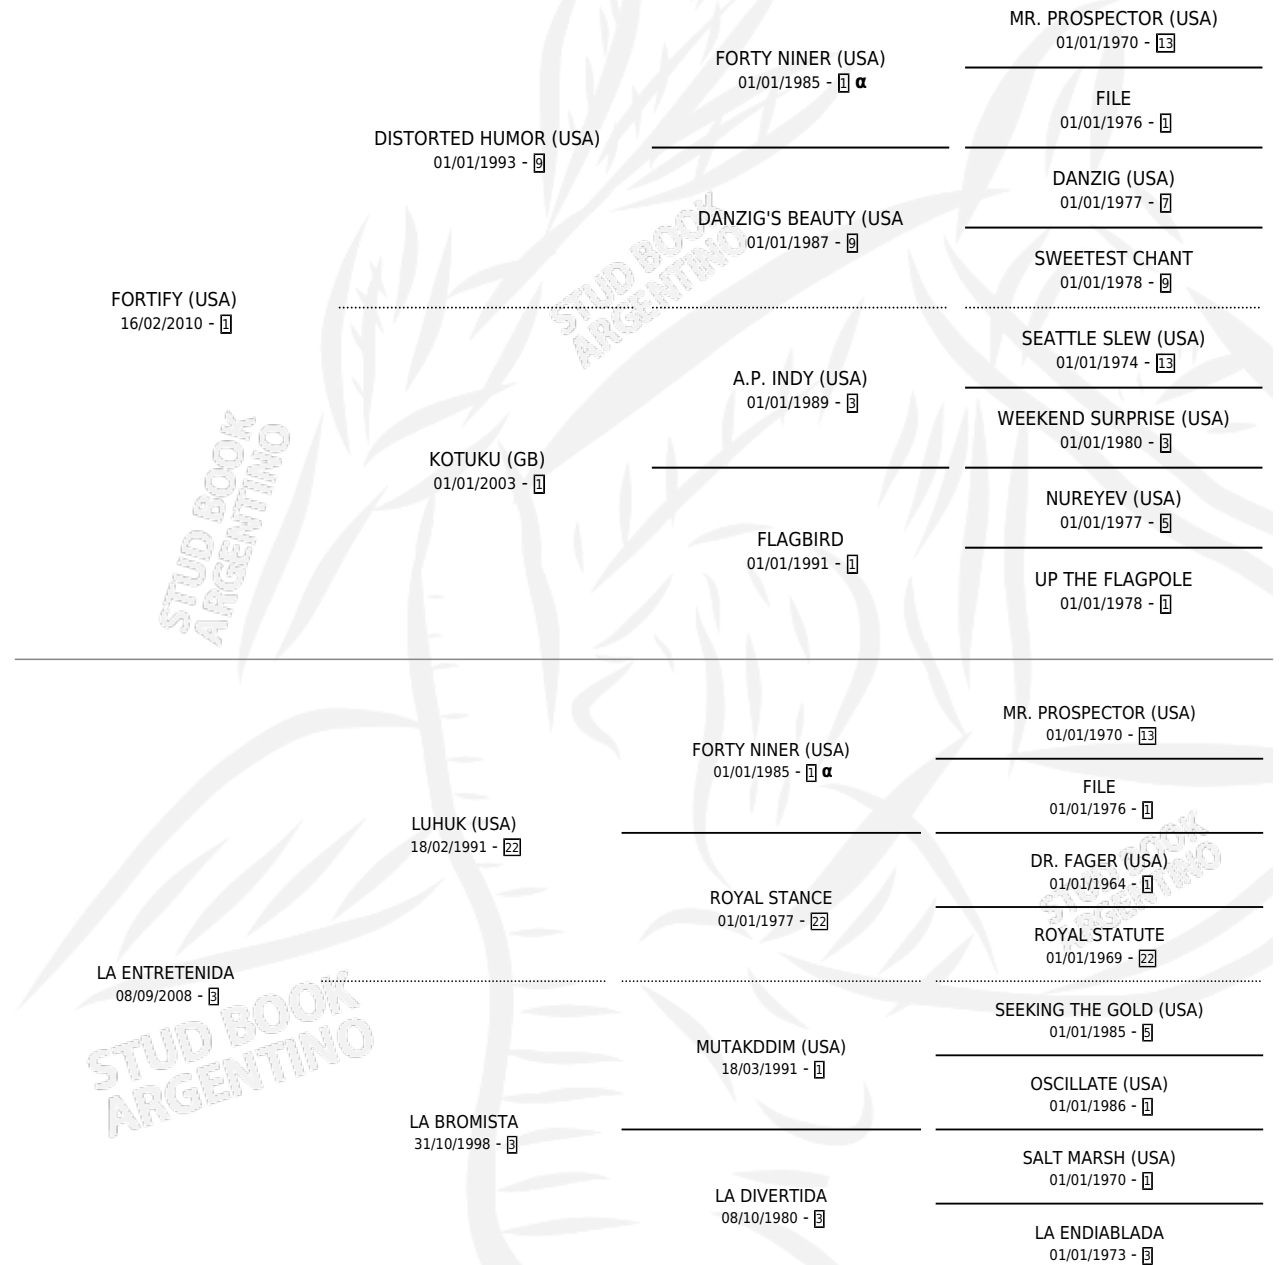 MR. PROSPECTOR (USA)
01/01/1970 - 13
FORTY NINER (USA)
01/01/1985 - 1 α
FILE
01/01/1976 - 1
DISTORTED HUMOR (USA)
01/01/1993 - 9
DANZIG (USA)
01/01/1977 - 7
DANZIG'S BEAUTY (USA
01/01/1987 - 9
SWEETEST CHANT
01/01/1978 - 9
FORTIFY (USA)
16/02/2010 - 1
SEATTLE SLEW (USA)
01/01/1974 - 13
A.P. INDY (USA)
01/01/1989 - 3
WEEKEND SURPRISE (USA)
01/01/1980 - 3
KOTUKU (GB)
01/01/2003 - 1
NUREYEV (USA)
01/01/1977 - 5
FLAGBIRD
01/01/1991 - 1
UP THE FLAGPOLE
01/01/1978 - 1
STUD BOOK
ARGENTINO
STUD BOOK
ARGENTINO
MR. PROSPECTOR (USA)
01/01/1970 - 13
FORTY NINER (USA)
01/01/1985 - 1 α
FILE
01/01/1976 - 1
LUHUK (USA)
18/02/1991 - 22
DR. FAGER (USA)
01/01/1964 - 1
ROYAL STANCE
01/01/1977 - 22
ROYAL STATUTE
01/01/1969 - 22
LA ENTRETENIDA
08/09/2008 - 3
SEEKING THE GOLD (USA)
01/01/1985 - 5
MUTAKDDIM (USA)
18/03/1991 - 1
OSCILLATE (USA)
01/01/1986 - 1
LA BROMISTA
31/10/1998 - 3
SALT MARSH (USA)
01/01/1970 - 1
LA DIVERTIDA
08/10/1980 - 3
LA ENDIABLADA
01/01/1973 - 3
STUD BOOK
ARGENTINO
STUD BOOK
ARGENTINO